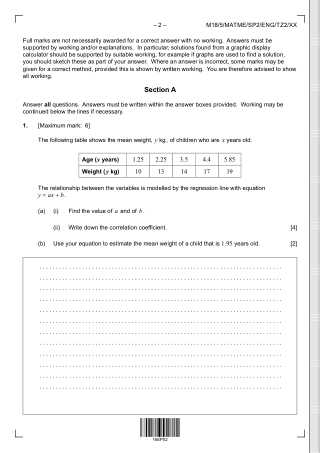 – 2 –
M18/5/MATME/SP2/ENG/TZ2/XX
Full marks are not necessarily awarded for a correct answer with no working. Answers must be
supported by working and/or explanations. In particular, solutions found from a graphic display
calculator should be supported by suitable working, for example if graphs are used to find a solution,
you should sketch these as part of your answer. Where an answer is incorrect, some marks may be
given for a correct method, provided this is shown by written working. You are therefore advised to show
all working.
Section A
Answer all questions. Answers must be written within the answer boxes provided. Working may be
continued below the lines if necessary.
1. [Maximum mark: 6]
The following table shows the mean weight, y kg, of children who are x years old.
Age (x years) 1.25 2.25 3.5 4.4 5.85
Weight (y kg) 10 13 14 17 19
The relationship between the variables is modelled by the regression line with equation
y = ax + b.
(a) (i) Find the value of a and of b.
(ii) Write down the correlation coefficient. [4]
(b) Use your equation to estimate the mean weight of a child that is 1.95 years old. [2]
16EP02